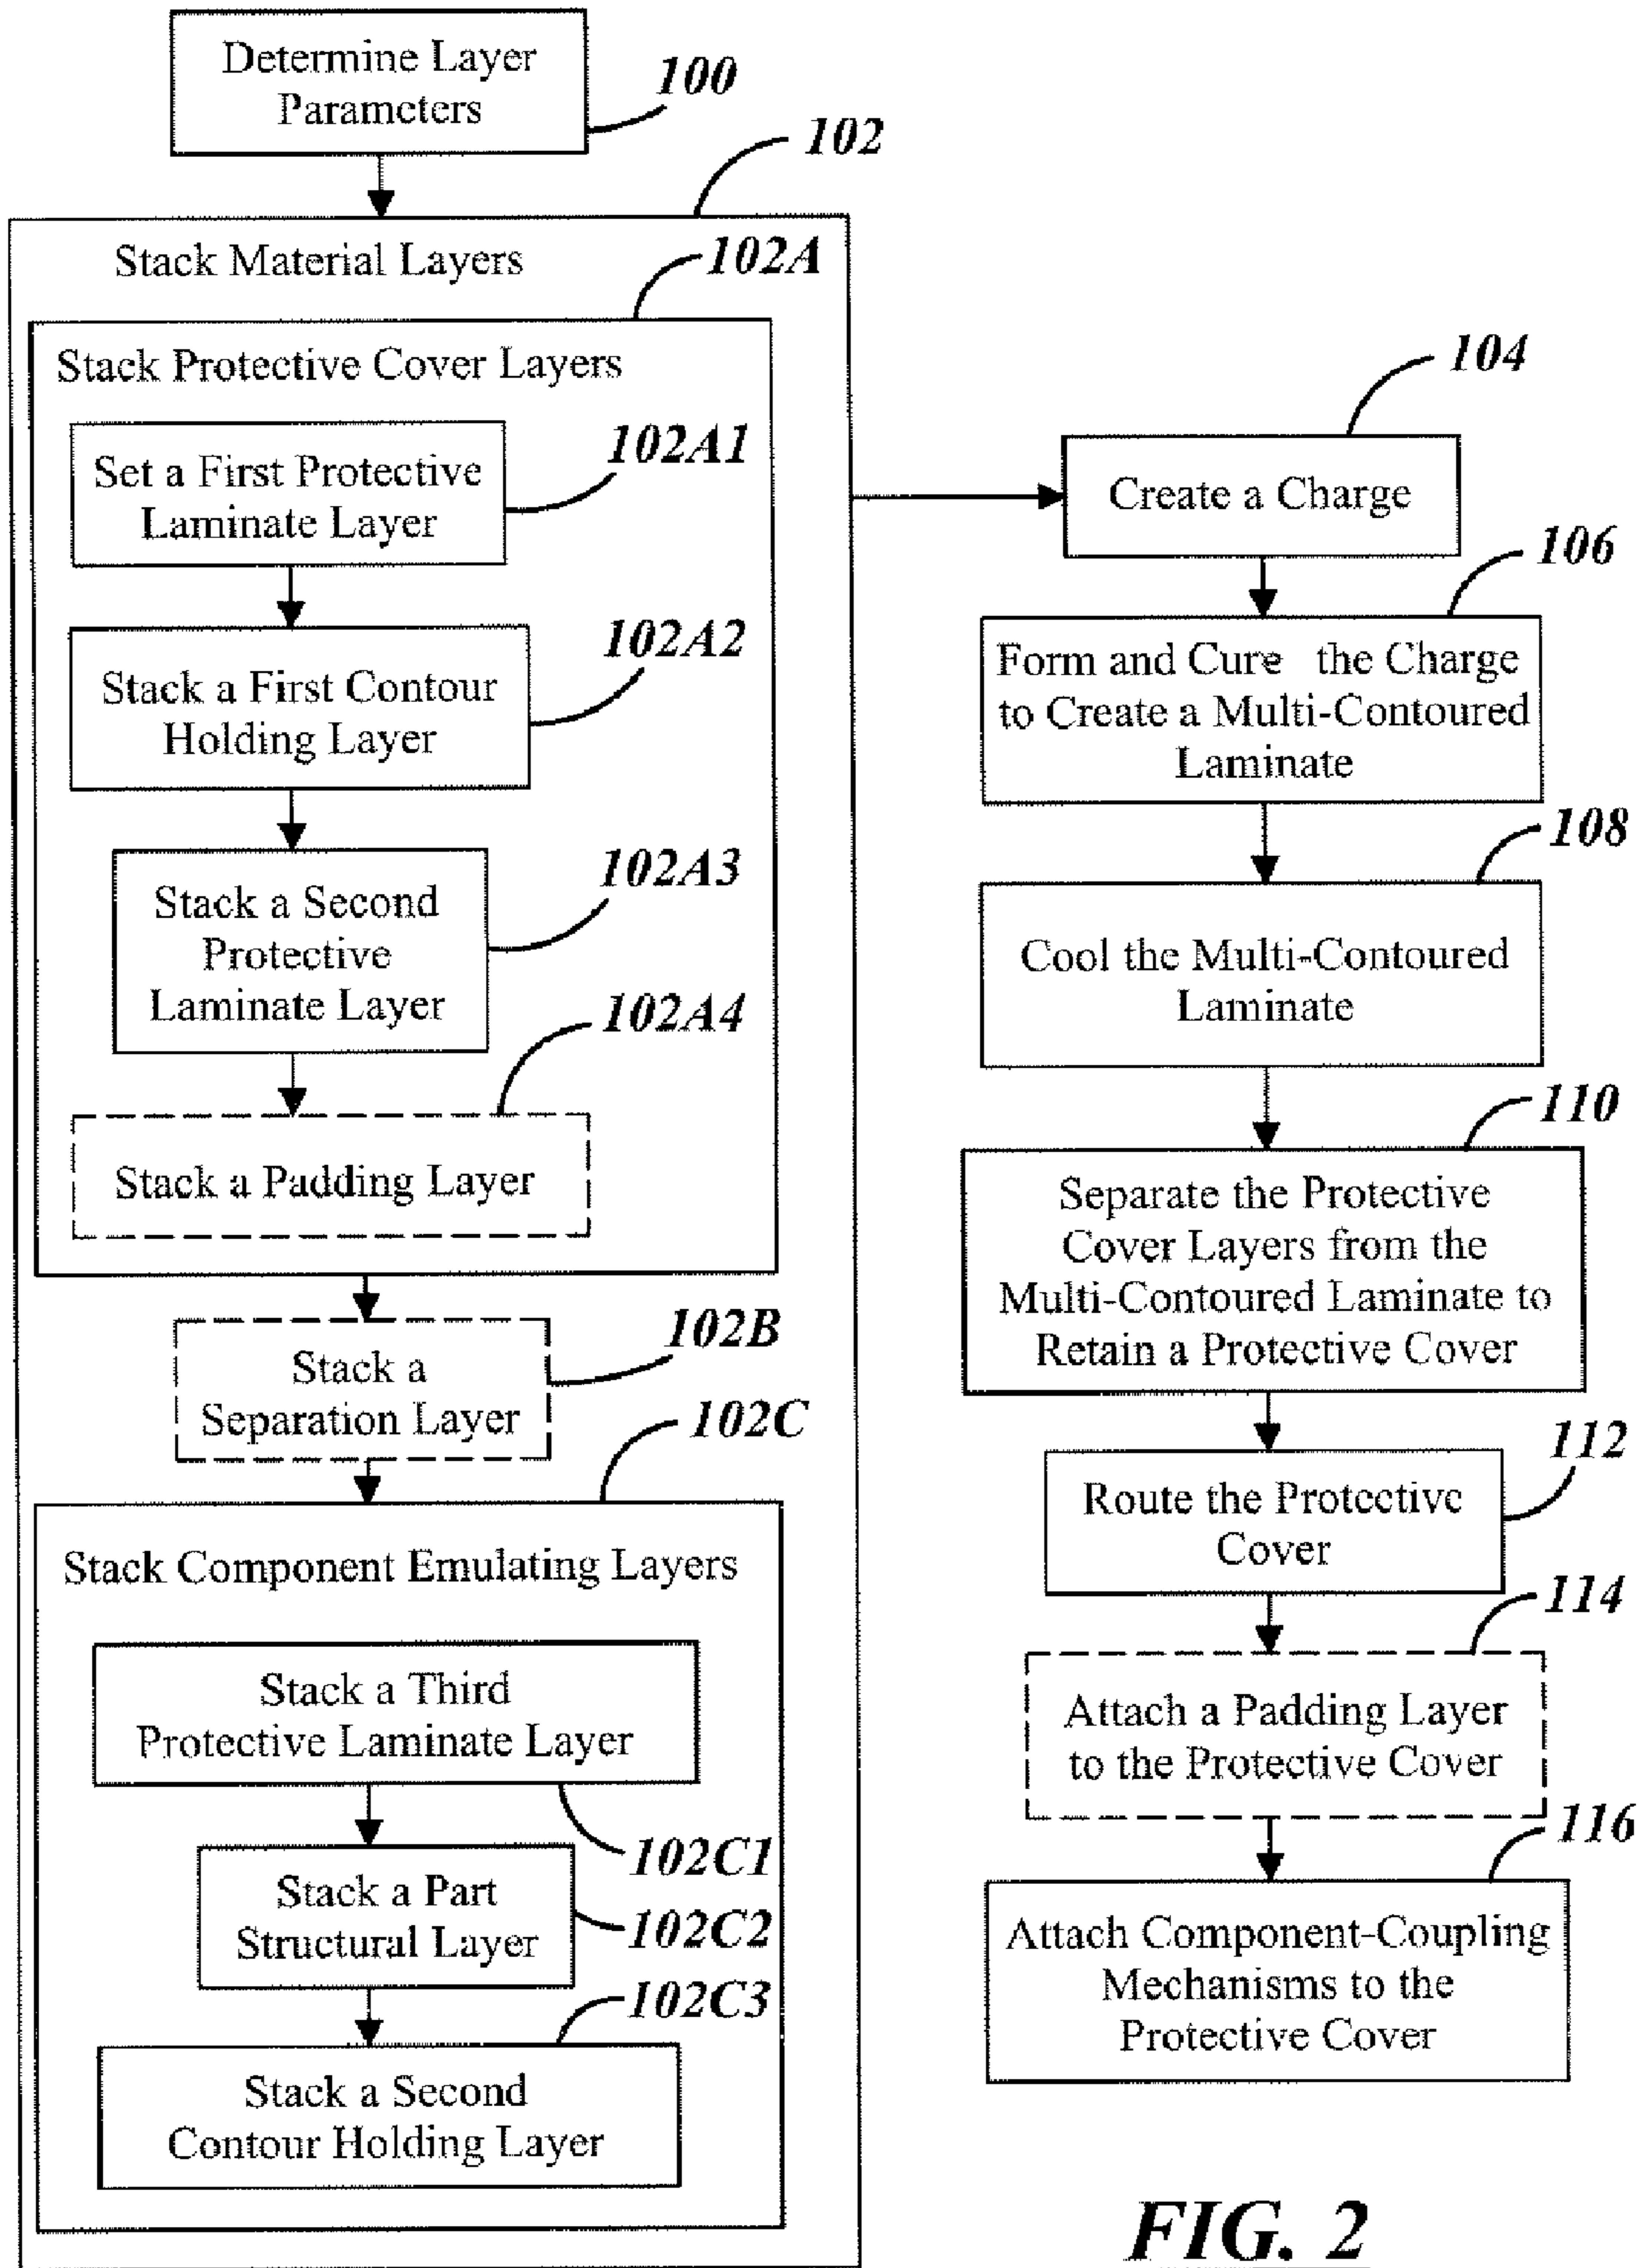 Determine Layer
Parameters
100
102
Stack Material Layers
102A
Stack Protective Cover Layers
Set a First Protective
Laminate Layer
102A1
Stack a First Contour
Holding Layer
102A2
Stack a Second
Protective
Laminate Layer
102A3
Stack a Padding Layer
102A4
Stack a
Separation Layer
102B
102C
Stack Component Emulating Layers
Stack a Third
Protective Laminate Layer
102C1
Stack a Part
Structural Layer
102C2
102C3
Stack a Second
Contour Holding Layer
104
Create a Charge
106
Form and Cure the Charge
to Create a Multi-Contoured
Laminate
108
Cool the Multi-Contoured
Laminate
110
Separate the Protective
Cover Layers from the
Multi-Contoured Laminate to
Retain a Protective Cover
112
Route the Protective
Cover
114
Attach a Padding Layer
to the Protective Cover
116
Attach Component-Coupling
Mechanisms to the
Protective Cover
FIG. 2